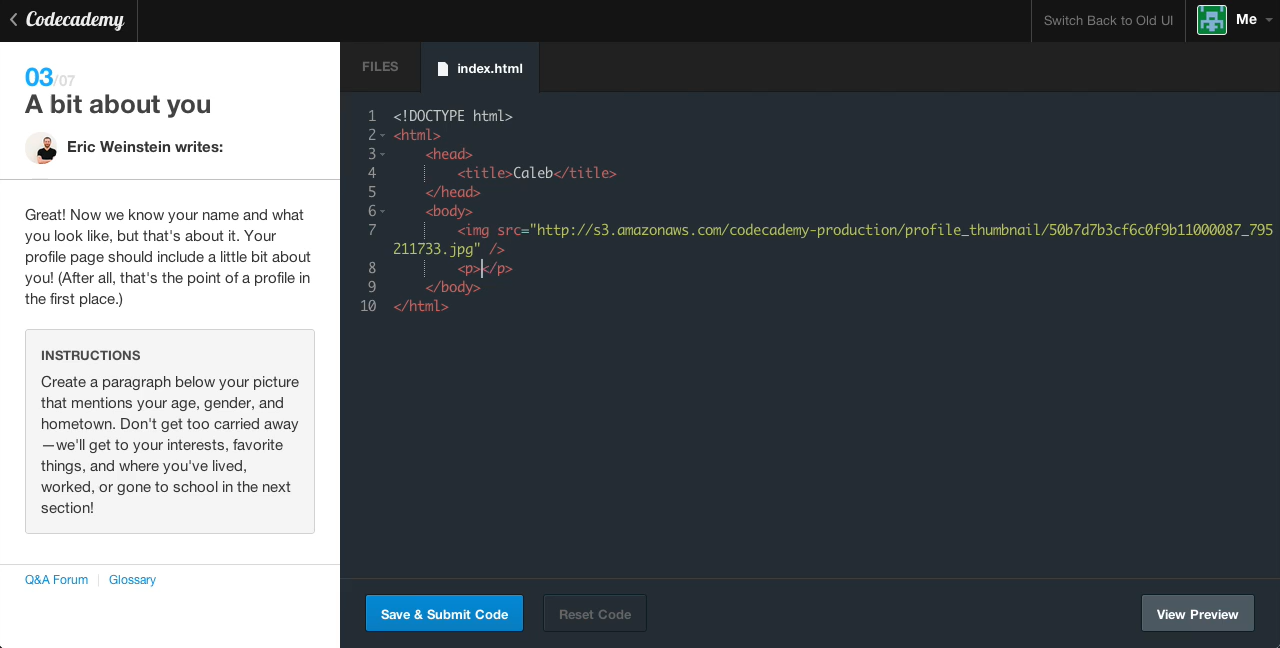 Codecademy
Switch Back to Old UI
Me
03/07
A bit about you
Eric Weinstein writes:
Great! Now we know your name and what
you look like, but that's about it. Your
profile page should include a little bit about
you! (After all, that's the point of a profile in
the first place.)
INSTRUCTIONS
Create a paragraph below your picture
that mentions your age, gender, and
hometown. Don't get too carried away
—we'll get to your interests, favorite
things, and where you've lived,
worked, or gone to school in the next
section!
Q&A Forum
Glossary
FILES
index.html
1 <!DOCTYPE html>
2 <html>
3 <head>
4 <title>Caleb</title>
5 </head>
6 <body>
7 <img src="http://s3.amazonaws.com/codecademy-production/profile_thumbnail/50b7d7b3cf6c0f9b11000087_795
211733.jpg" />
8 <p></p>
9 </body>
10 </html>
Save & Submit Code
Reset Code
View Preview